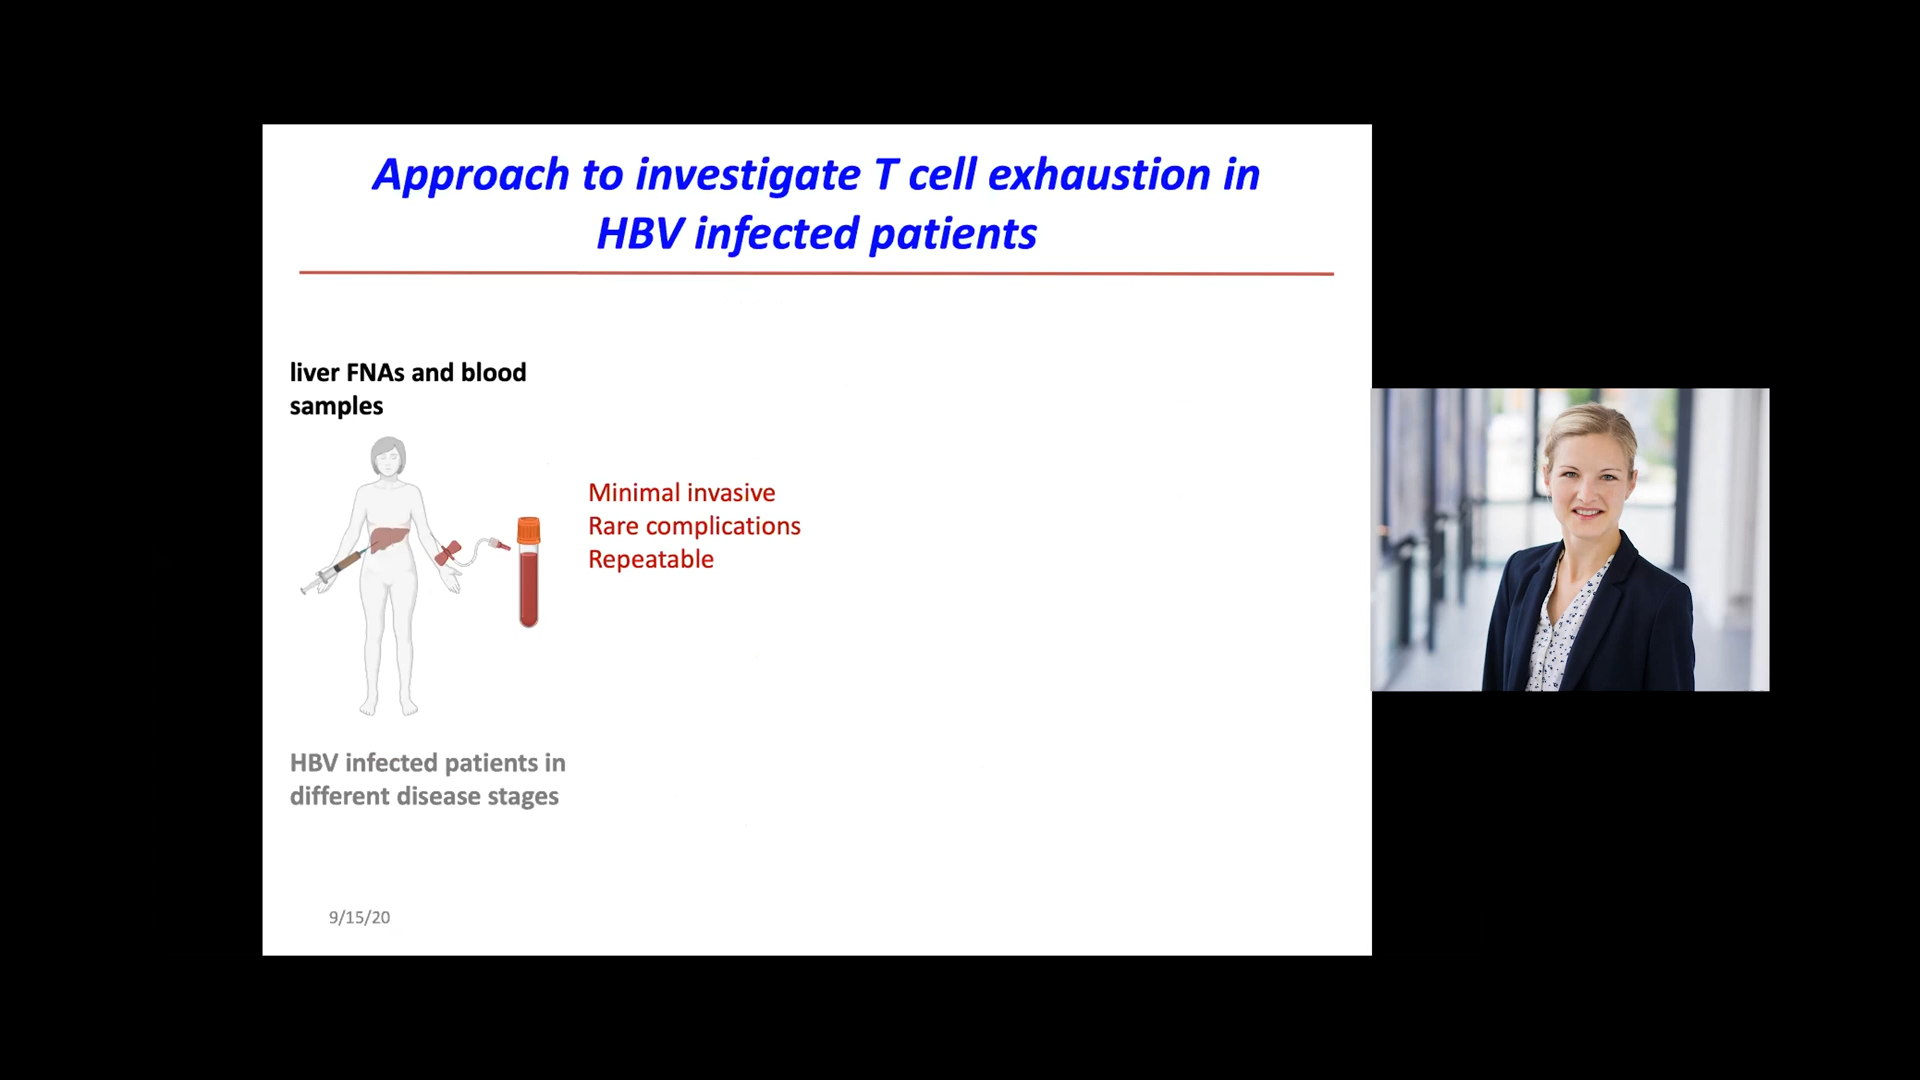 Approach to investigate T cell exhaustion in
HBV infected patients
liver FNAs and blood
samples
Minimal invasive
Rare complications
Repeatable
HBV infected patients in
different disease stages
9/15/20